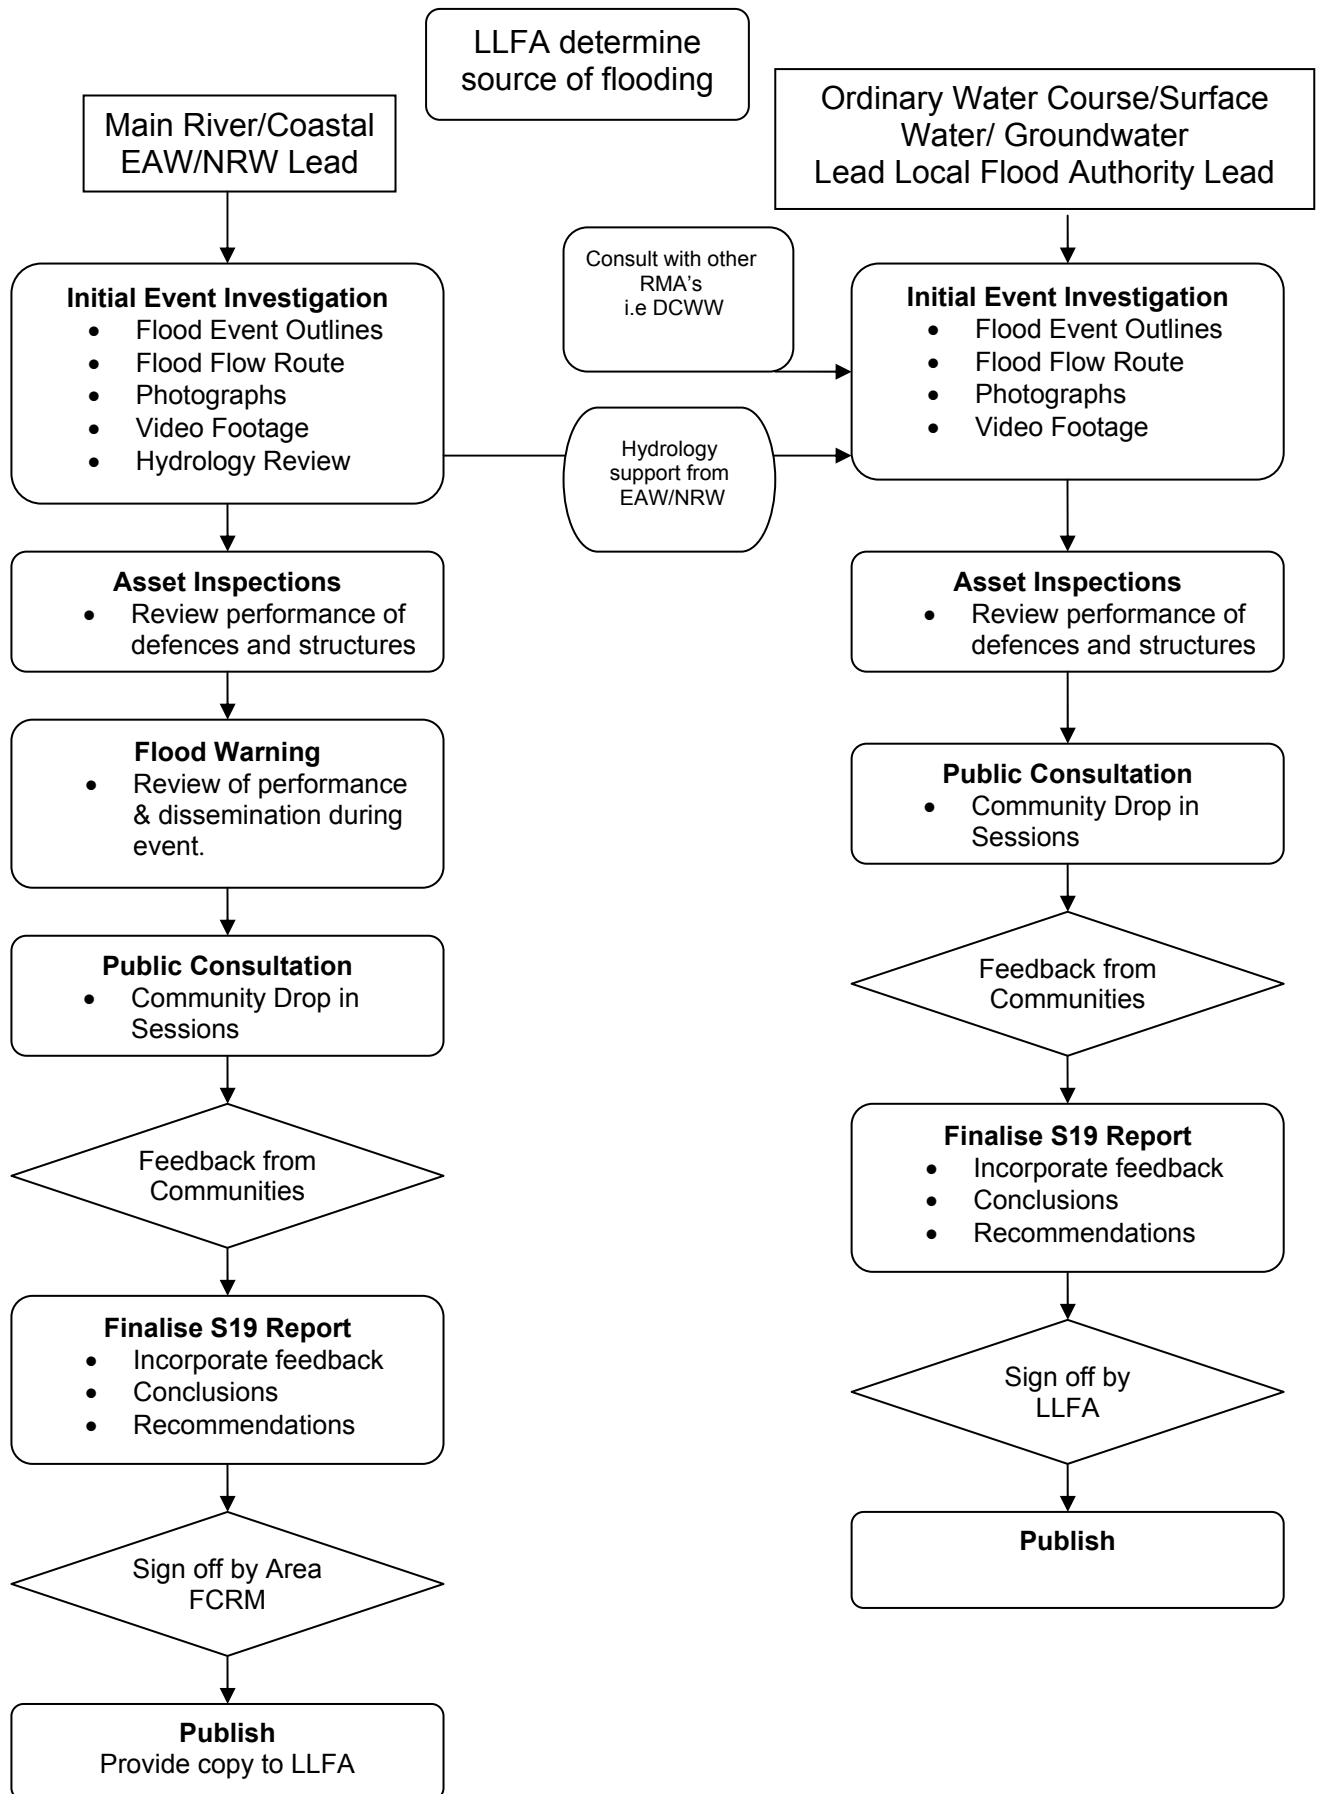 LLFA determine
source of flooding
Main River/Coastal
EAW/NRW Lead
Ordinary Water Course/Surface
Water/ Groundwater
Lead Local Flood Authority Lead
Initial Event Investigation
• Flood Event Outlines
• Flood Flow Route
• Photographs
• Video Footage
• Hydrology Review
Consult with other
RMA's
i.e DCWW
Hydrology
support from
EAW/NRW
Initial Event Investigation
• Flood Event Outlines
• Flood Flow Route
• Photographs
• Video Footage
Asset Inspections
• Review performance of
defences and structures
Flood Warning
• Review of performance
& dissemination during
event.
Public Consultation
• Community Drop in
Sessions
Feedback from
Communities
Finalise S19 Report
• Incorporate feedback
• Conclusions
• Recommendations
Sign off by Area
FCRM
Publish
Provide copy to LLFA
Asset Inspections
• Review performance of
defences and structures
Public Consultation
• Community Drop in
Sessions
Feedback from
Communities
Finalise S19 Report
• Incorporate feedback
• Conclusions
• Recommendations
Sign off by
LLFA
Publish